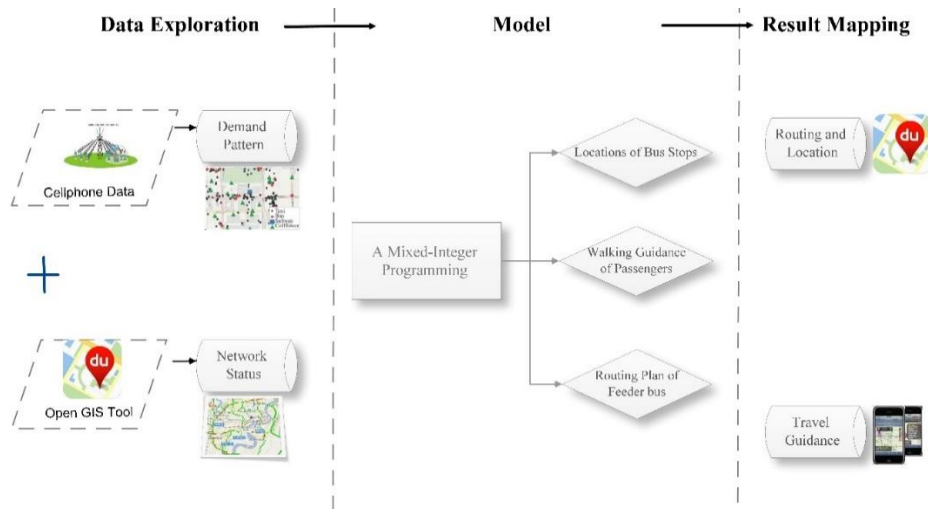 Data Exploration
Model
Result Mapping
Cellphone Data
Demand
Pattern
Open GIS Tool
du
Network
Status
A Mixed-Integer
Programming
Locations of Bus Stops
Walking Guidance
of Passengers
Routing Plan of
Feeder bus
Routing and
Location
du
Travel
Guidance